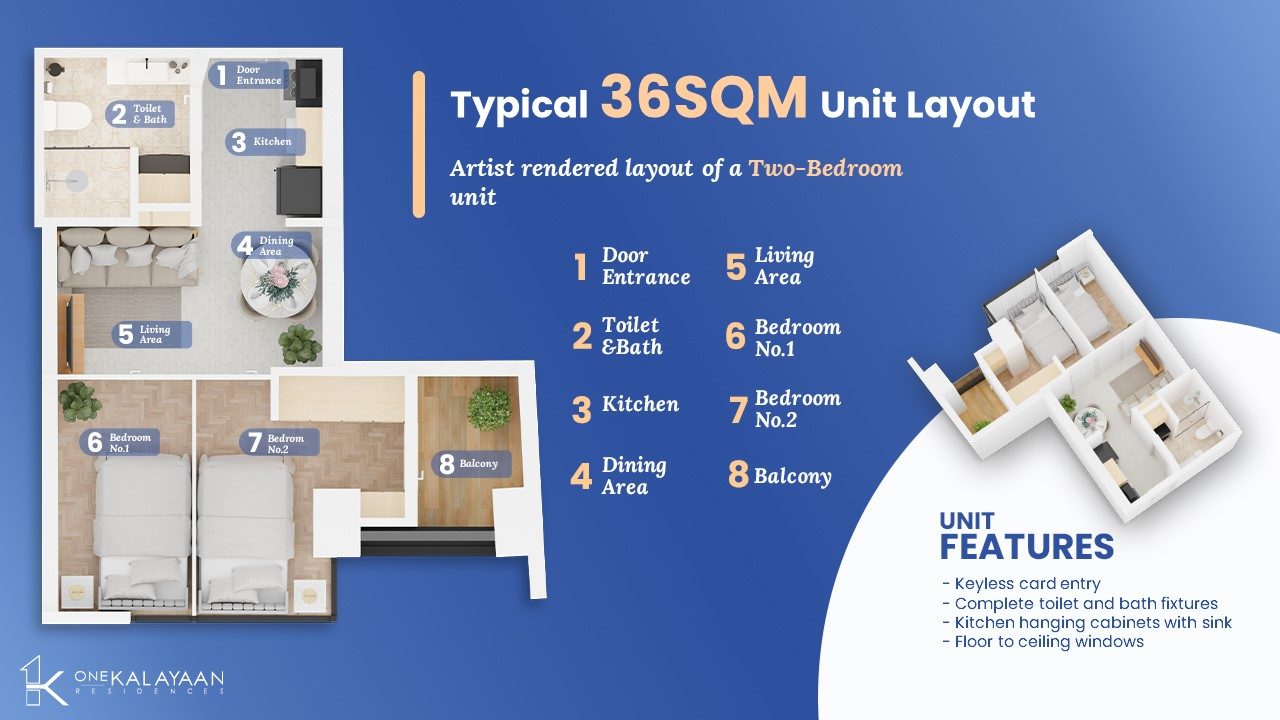 Typical 36SQM Unit Layout
Artist rendered layout of a Two-Bedroom
unit
1 Door
Entrance
2 Toilet
& Bath
3 Kitchen
4 Dining
Area
5 Living
Area
6 Bedroom
No.1
7 Bedrom
No.2
8 Balcony
1 Door
Entrance
2 Toilet
&Bath
3 Kitchen
4 Dining
Area
5 Living
Area
6 Bedroom
No.1
7 Bedroom
No.2
8 Balcony
UNIT
FEATURES
- Keyless card entry
- Complete toilet and bath fixtures
- Kitchen hanging cabinets with sink
- Floor to ceiling windows
1K
ONEKALAYAAN
RESIDENCES